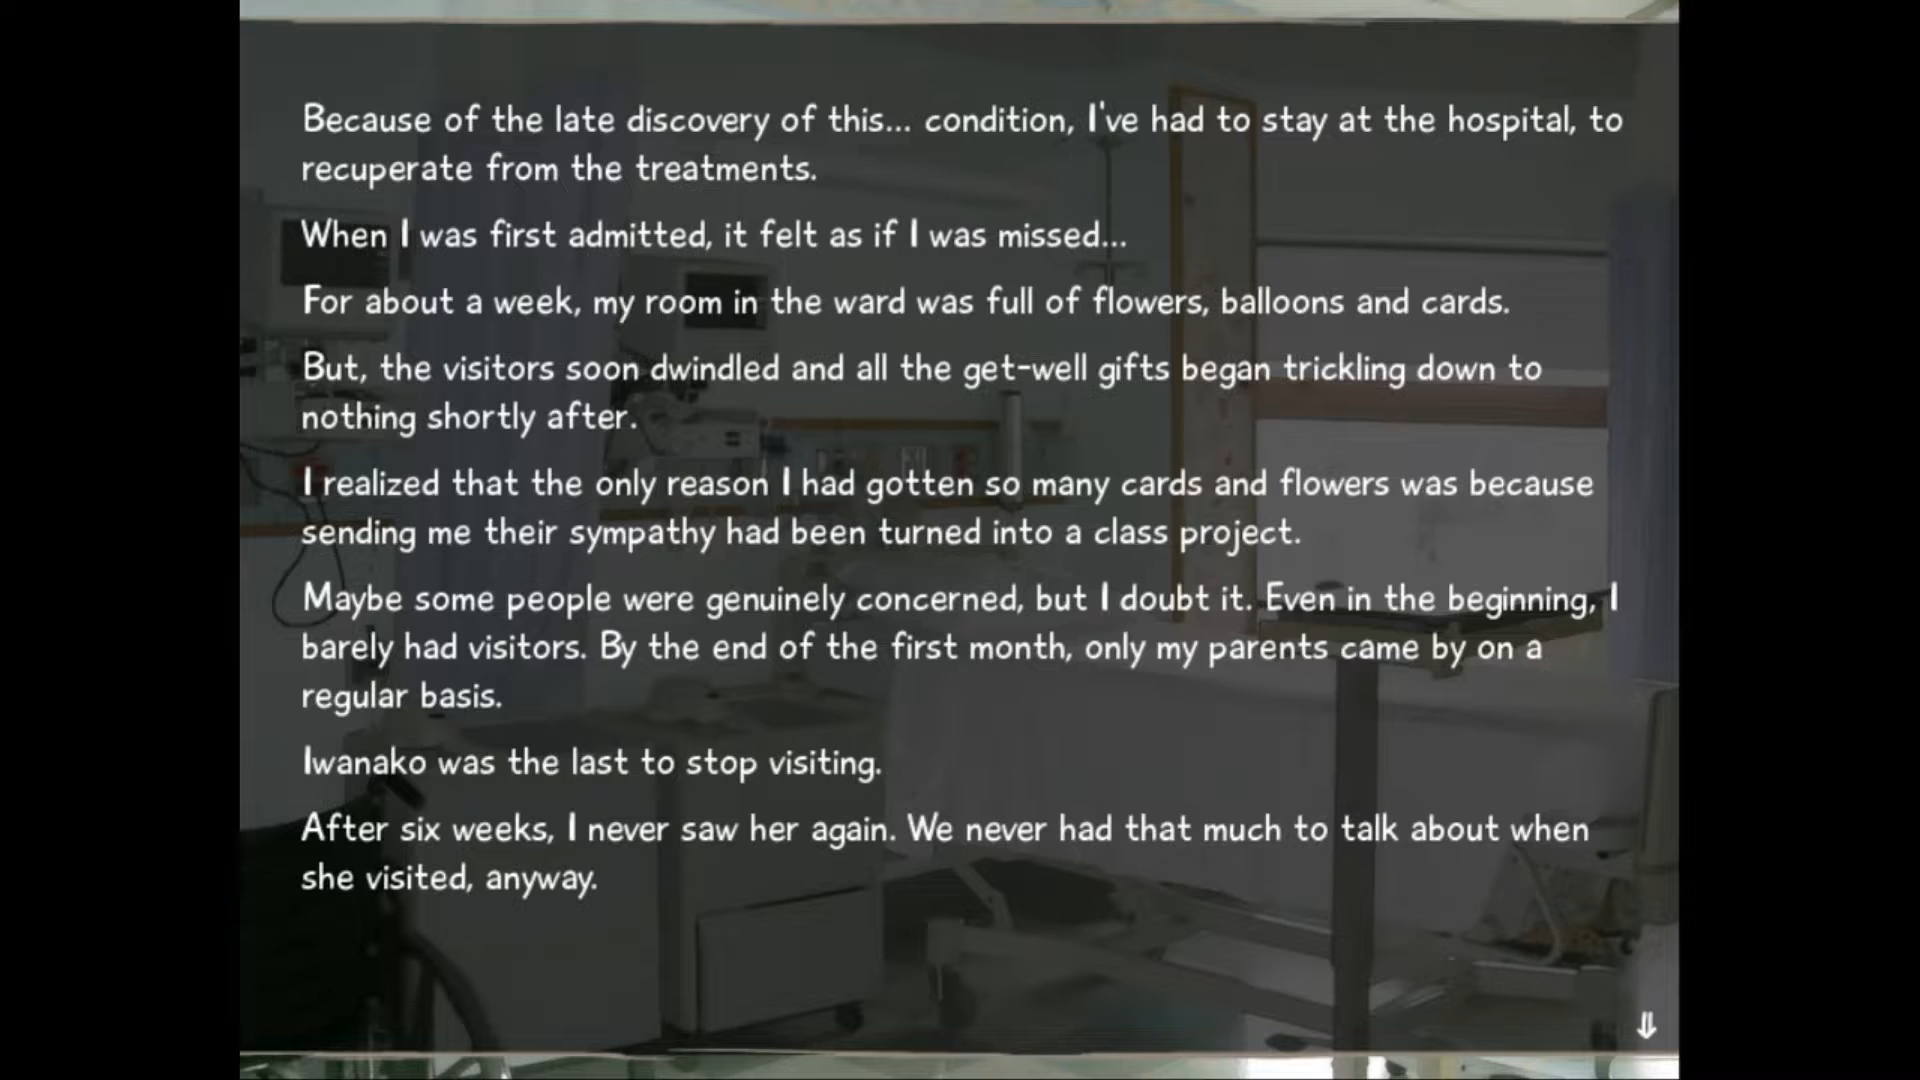 Because of the late discovery of this... condition, I've had to stay at the hospital, to
recuperate from the treatments.
When I was first admitted, it felt as if I was missed...
For about a week, my room in the ward was full of flowers, balloons and cards.
But, the visitors soon dwindled and all the get-well gifts began trickling down to
nothing shortly after.
I realized that the only reason I had gotten so many cards and flowers was because
sending me their sympathy had been turned into a class project.
Maybe some people were genuinely concerned, but I doubt it. Even in the beginning, I
barely had visitors. By the end of the first month, only my parents came by on a
regular basis.
Iwanako was the last to stop visiting.
After six weeks, I never saw her again. We never had that much to talk about when
she visited, anyway.